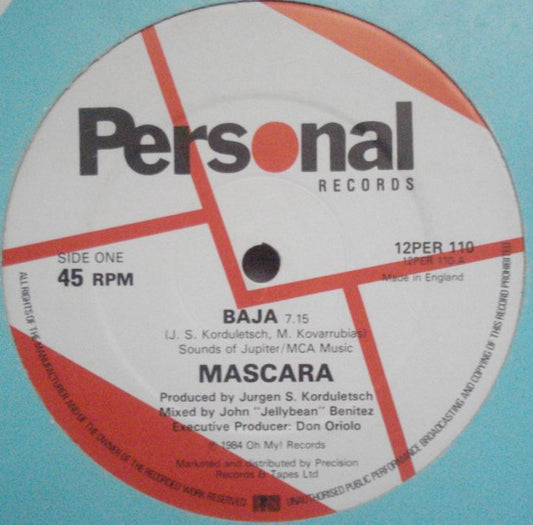 Personal
RECORDS
12PER 110
12PER 110 A
Made in England
SIDE ONE
45 RPM
BAJA 7.15
(J. S. Korduletsch, M. Kovarrubias)
Sounds of Jupiter/MCA Music
MASCARA
Produced by Jurgen S. Korduletsch
Mixed by John "Jellybean" Benitez
Executive Producer: Don Oriolo
℗ 1984 Oh My! Records
Marketed and distributed by Precision
Records & Tapes Ltd
ALL RIGHTS OF THE MANUFACTURER AND OF THE OWNER OF THE RECORDED WORK RESERVED
UNAUTHORISED PUBLIC PERFORMANCE BROADCASTING AND COPYING OF THIS RECORD PROHIBITED